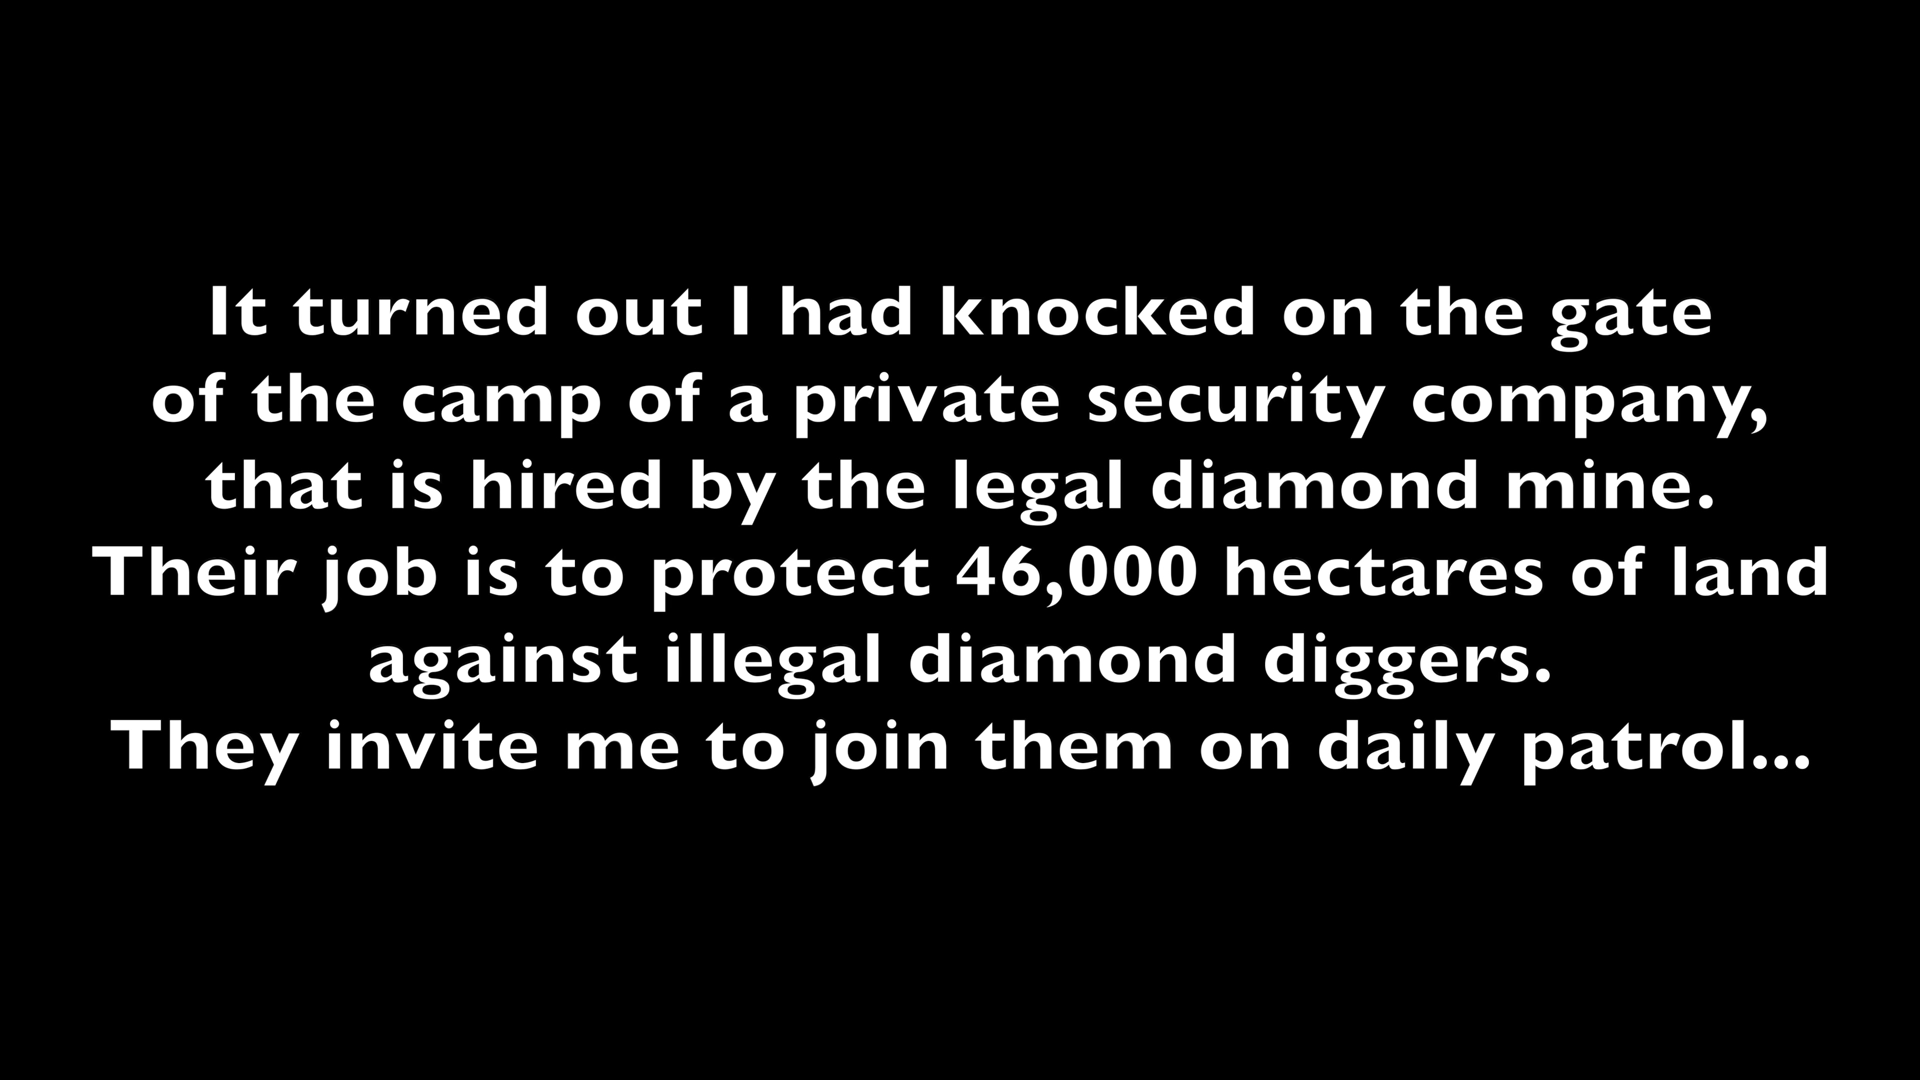 It turned out I had knocked on the gate
of the camp of a private security company,
that is hired by the legal diamond mine.
Their job is to protect 46,000 hectares of land
against illegal diamond diggers.
They invite me to join them on daily patrol...